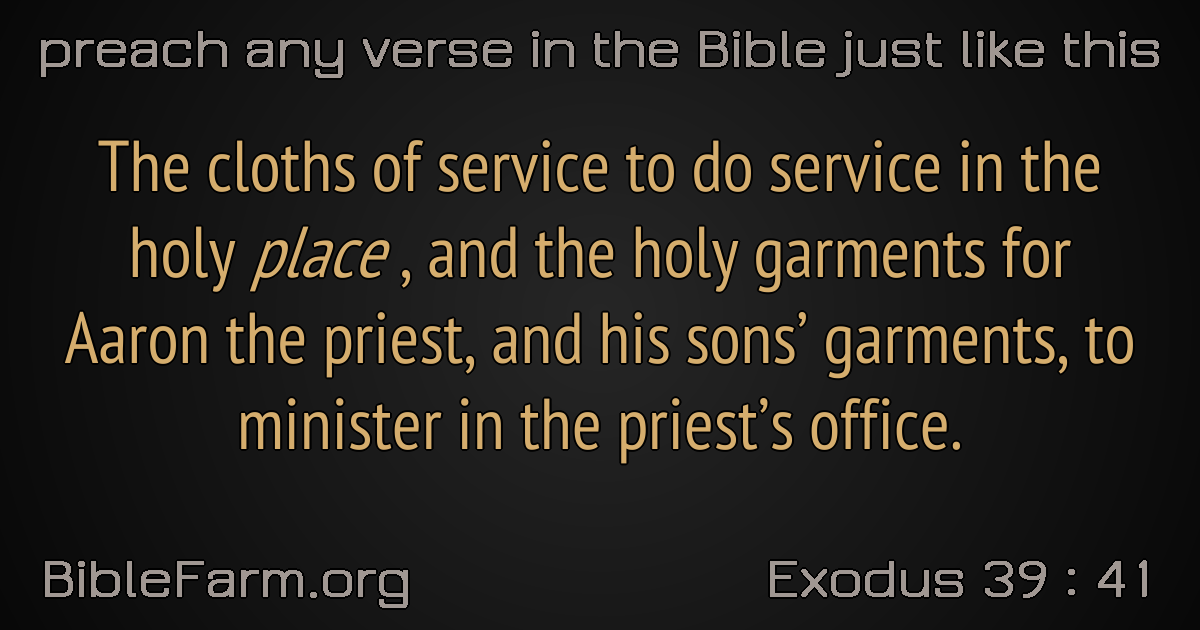 preach any verse in the Bible just like this
The cloths of service to do service in the
holy place , and the holy garments for
Aaron the priest, and his sons’ garments, to
minister in the priest’s office.
BibleFarm.org
Exodus 39 : 41